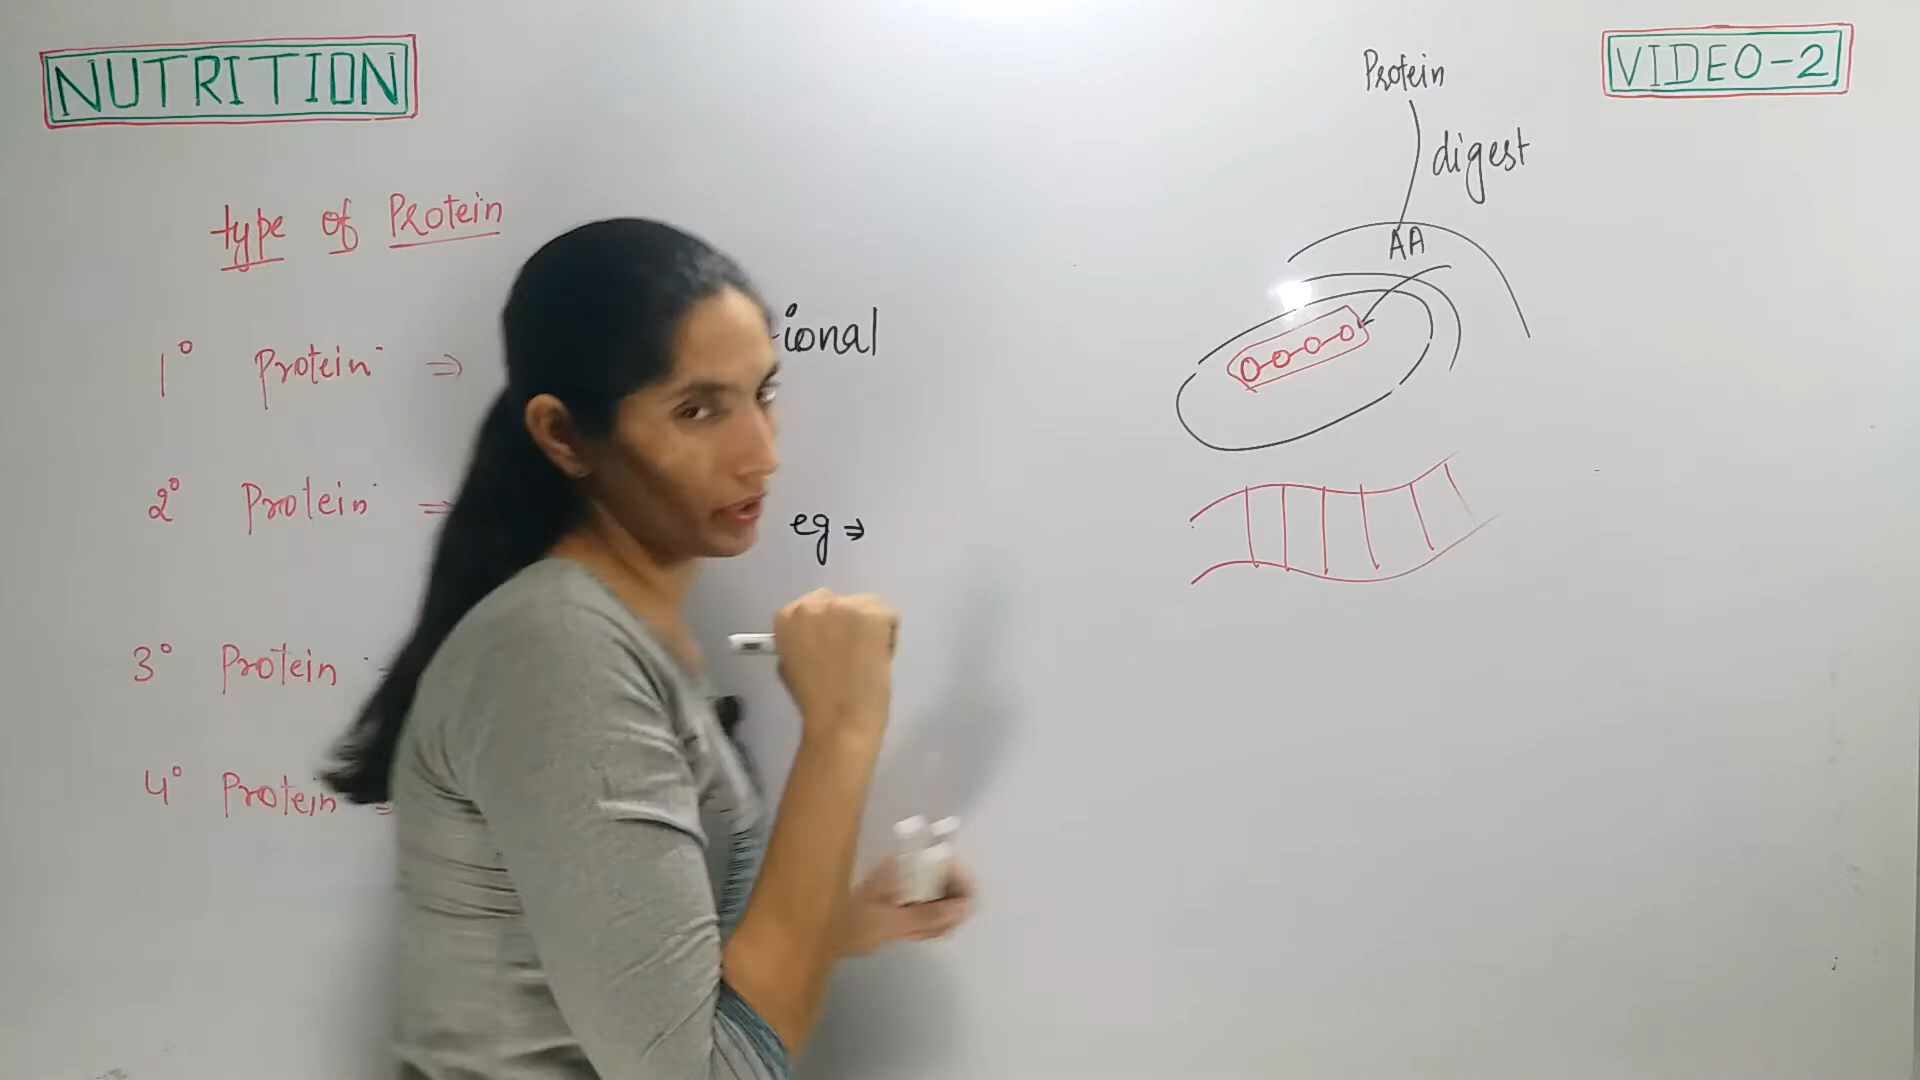 NUTRITION
VIDEO-2
Protein
digest
AA
type of Protein
1° Protein ⇒
ional
2° Protein ⇒
eg ⇒
3° Protein
4° Protein =